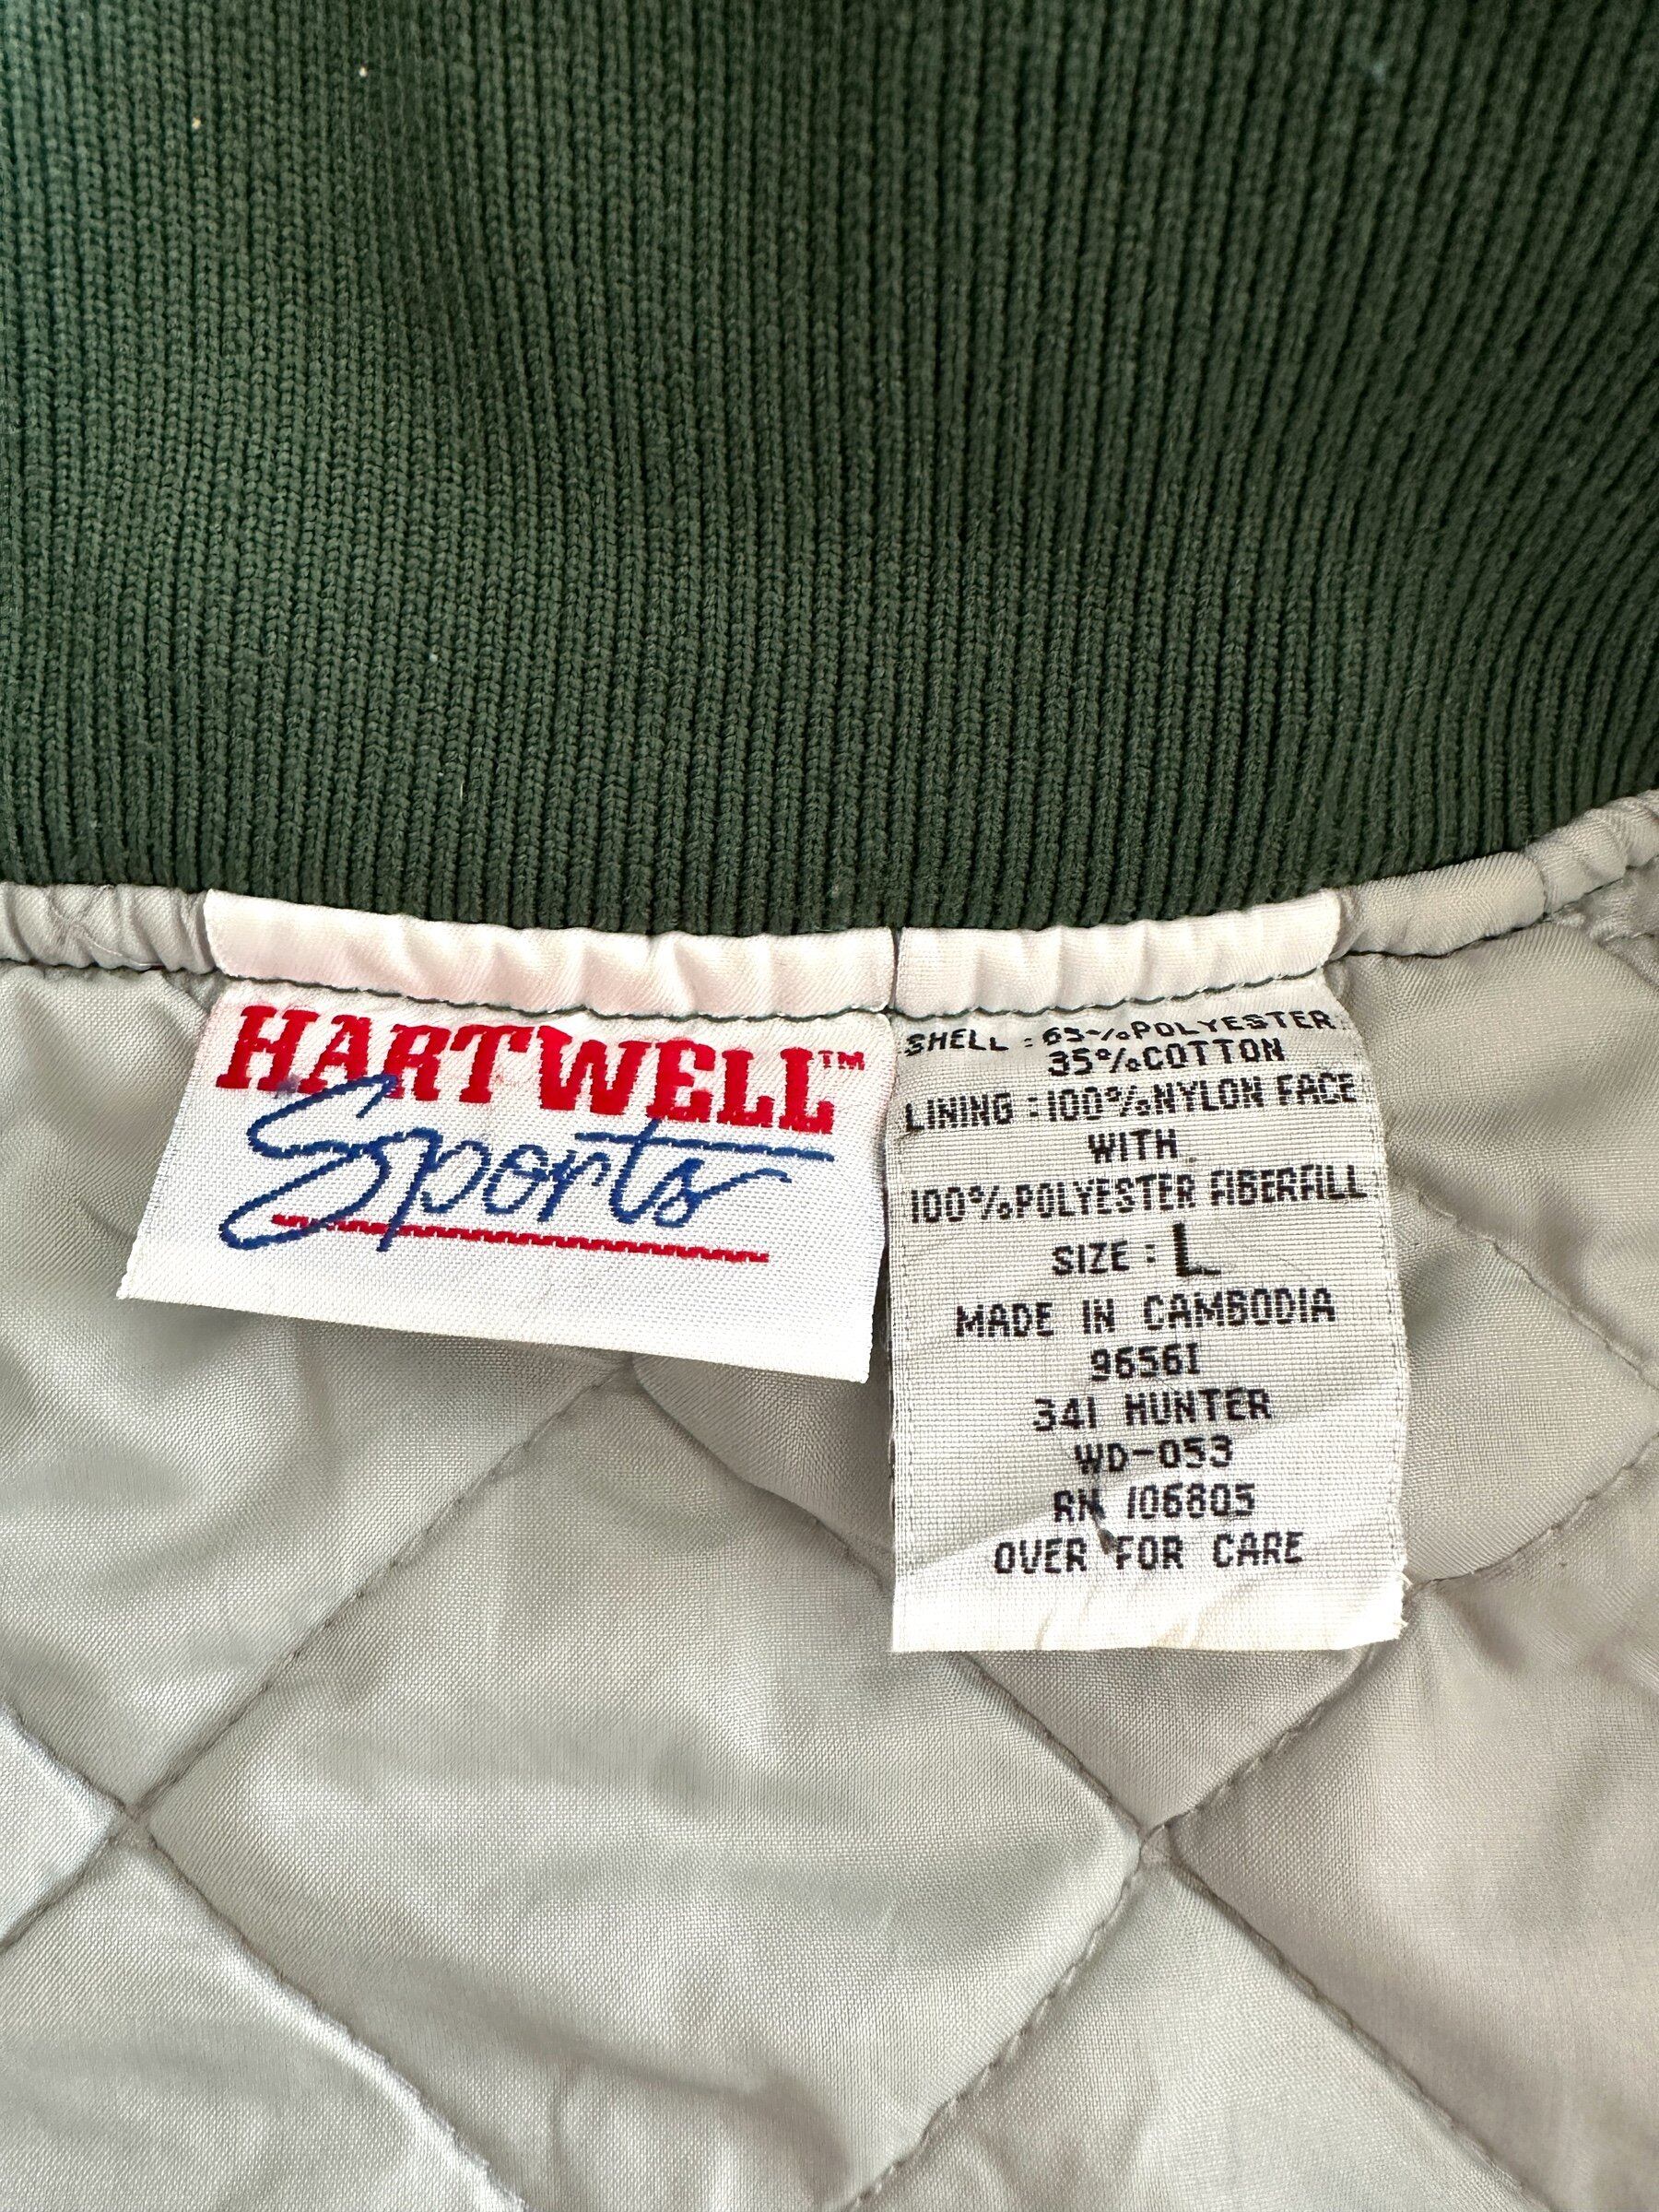 HARTWELL™
Sports
SHELL : 65%POLYESTER
35%COTTON
LINING : 100%NYLON FACE
WITH
100%POLYESTER FIBERFILL
SIZE : L
MADE IN CAMBODIA
96561
341 HUNTER
WD-053
RN 106805
OVER FOR CARE